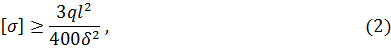 [σ] ≥ 3ql² / 400δ² , (2)